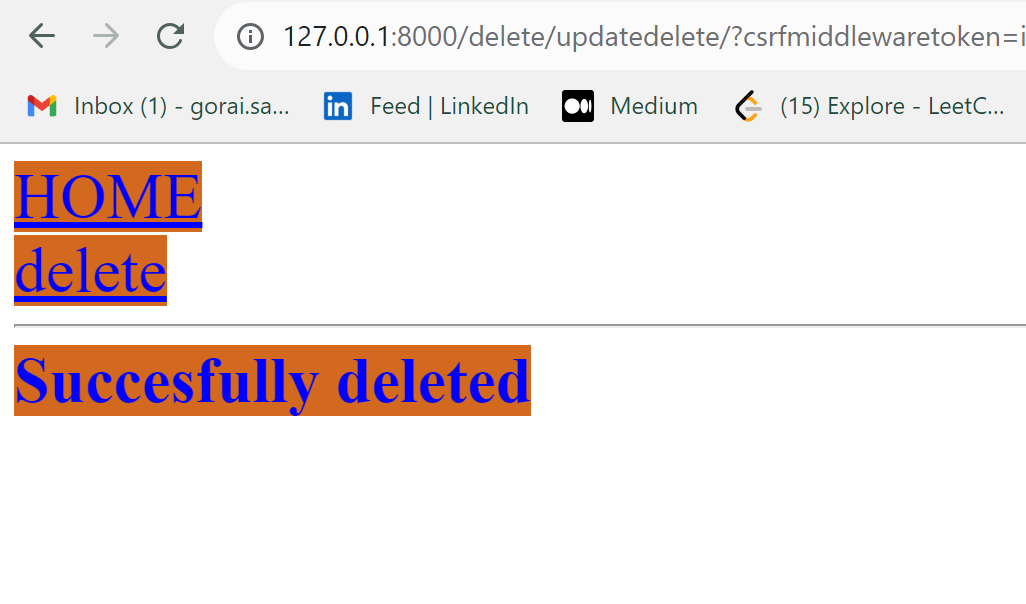 127.0.0.1:8000/delete/updatedelete/?csrfmiddlewaretoken=i
Inbox (1) - gorai.sa... Feed | LinkedIn Medium (15) Explore - LeetC...
HOME
delete
Succesfully deleted